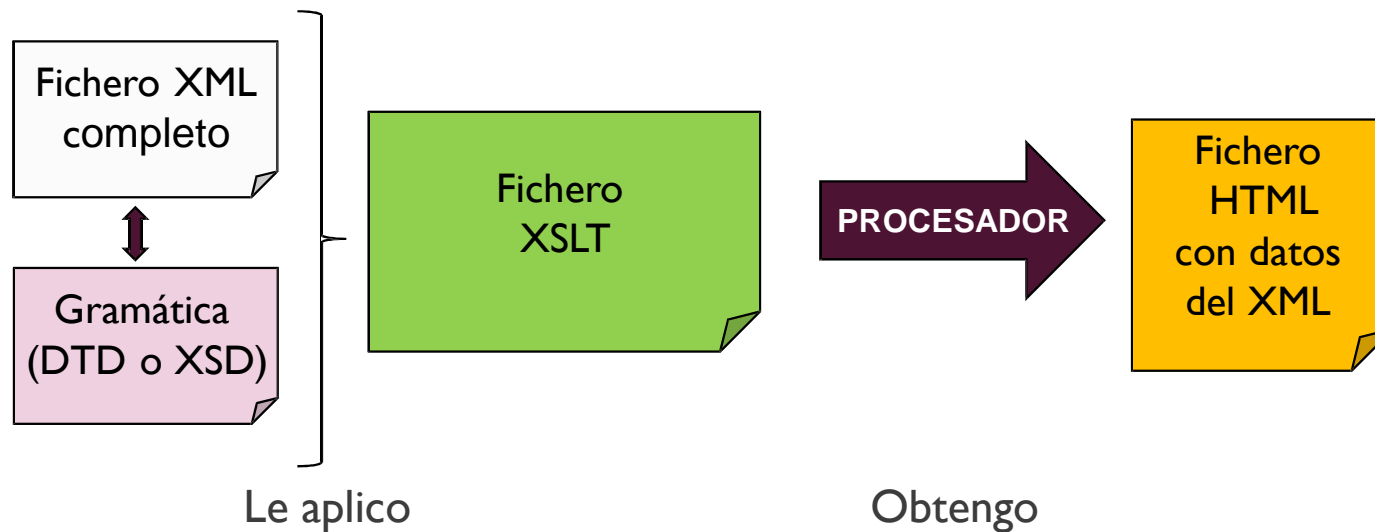 Fichero XML
completo
Gramática
(DTD o XSD)
Fichero
XSLT
PROCESADOR
Fichero
HTML
con datos
del XML
Le aplico
Obtengo